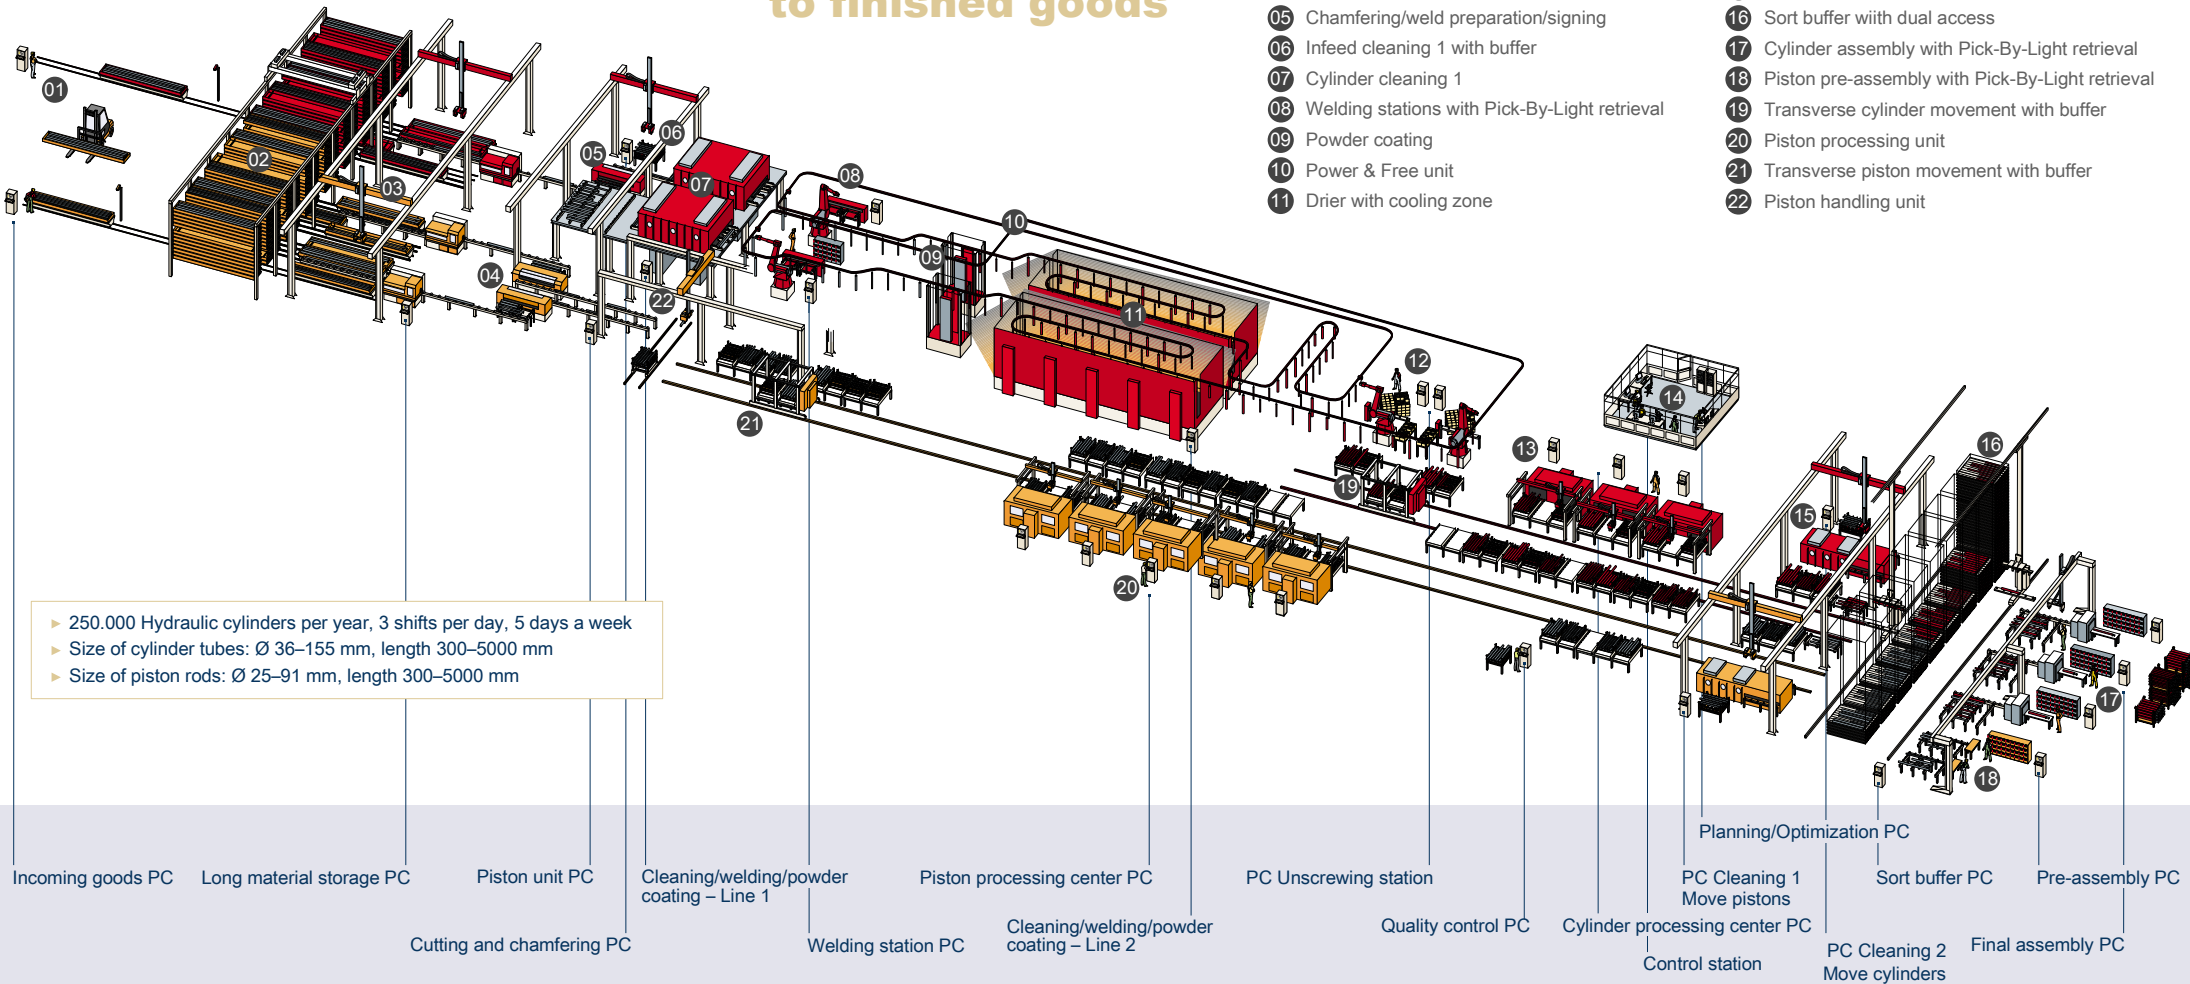 to finished goods
05 Chamfering/weld preparation/signing
06 Infeed cleaning 1 with buffer
07 Cylinder cleaning 1
08 Welding stations with Pick-By-Light retrieval
09 Powder coating
10 Power & Free unit
11 Drier with cooling zone
16 Sort buffer wiith dual access
17 Cylinder assembly with Pick-By-Light retrieval
18 Piston pre-assembly with Pick-By-Light retrieval
19 Transverse cylinder movement with buffer
20 Piston processing unit
21 Transverse piston movement with buffer
22 Piston handling unit
01
02
03
04
05
06
07
08
09
10
11
12
13
14
15
16
17
18
19
20
21
22
► 250.000 Hydraulic cylinders per year, 3 shifts per day, 5 days a week
► Size of cylinder tubes: Ø 36–155 mm, length 300–5000 mm
► Size of piston rods: Ø 25–91 mm, length 300–5000 mm
Incoming goods PC
Long material storage PC
Cutting and chamfering PC
Piston unit PC
Cleaning/welding/powder
coating – Line 1
Welding station PC
Piston processing center PC
Cleaning/welding/powder
coating – Line 2
PC Unscrewing station
Quality control PC
Cylinder processing center PC
Control station
Planning/Optimization PC
PC Cleaning 1
Move pistons
PC Cleaning 2
Move cylinders
Sort buffer PC
Final assembly PC
Pre-assembly PC